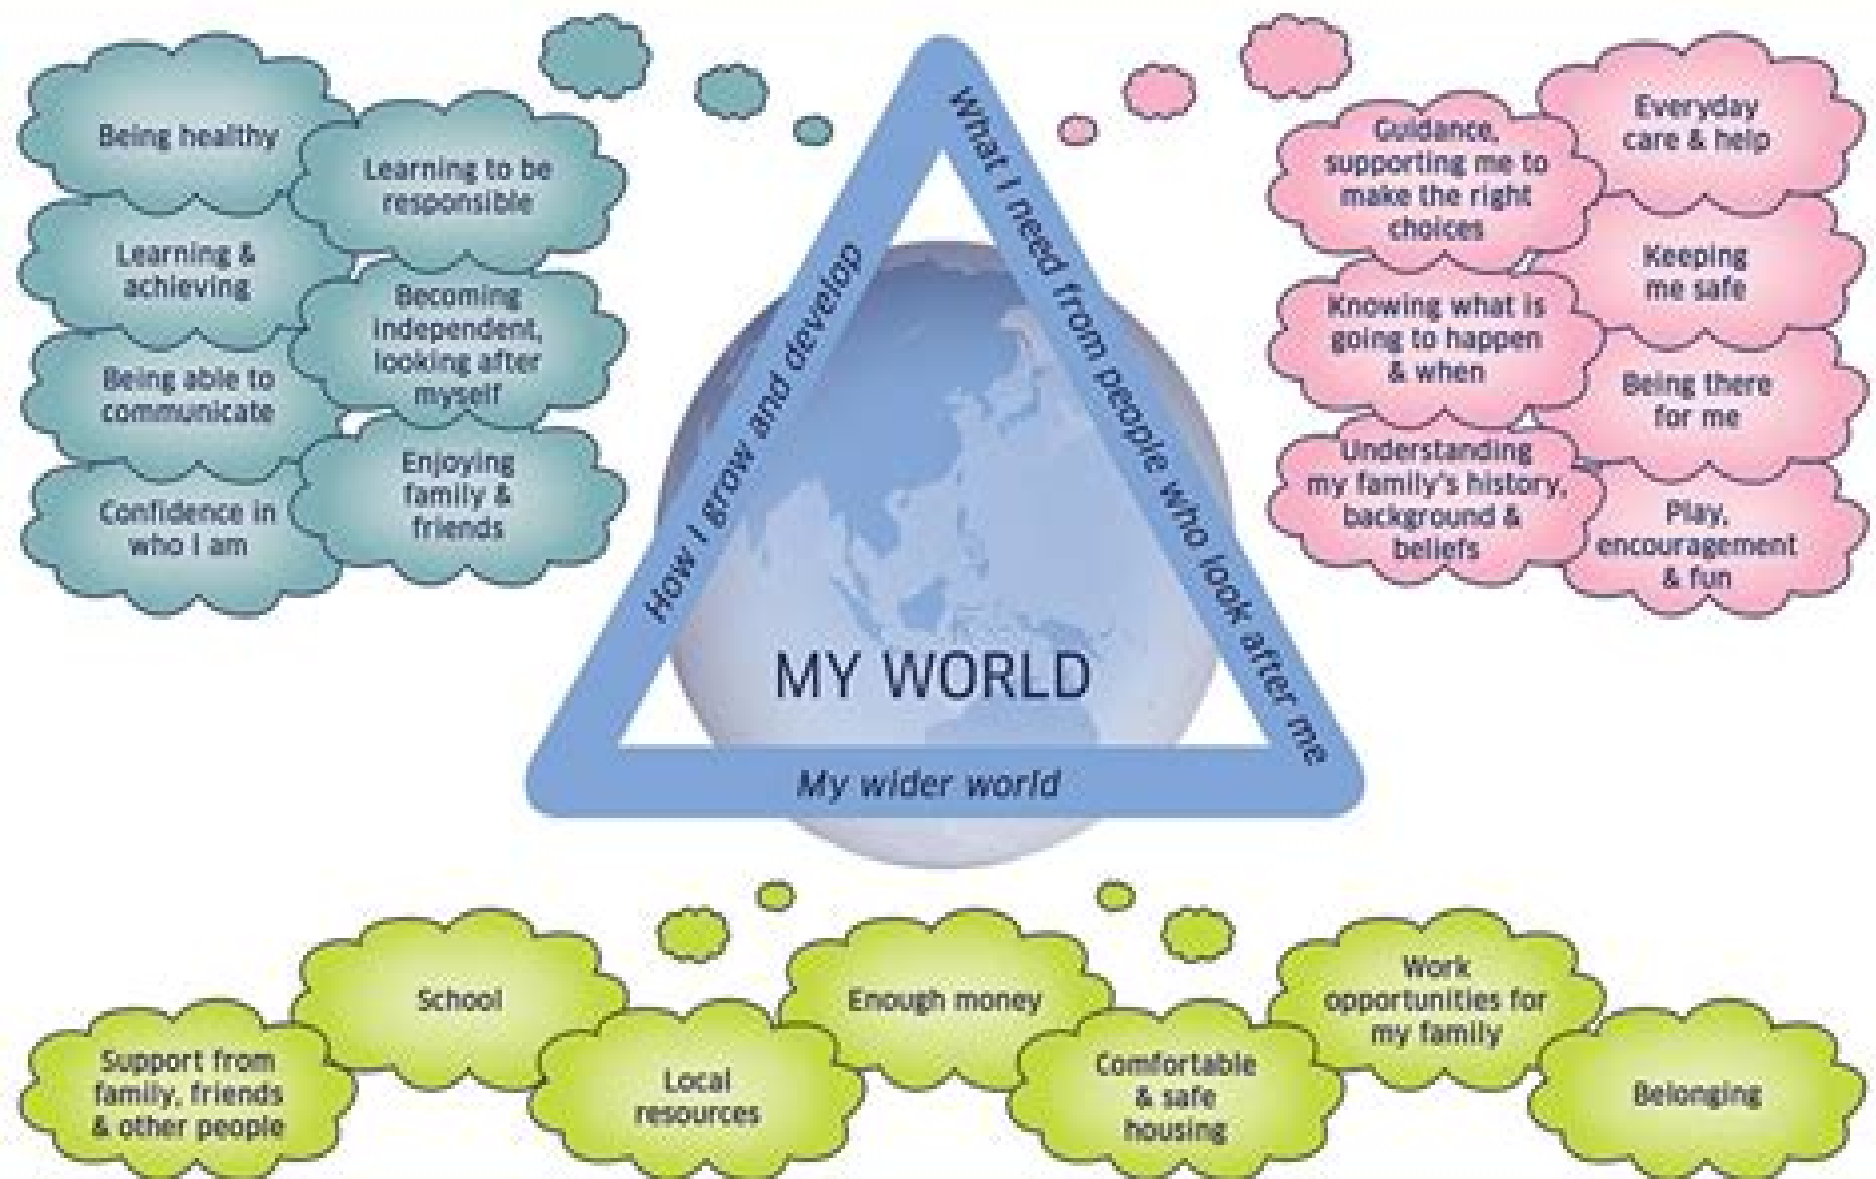 Being healthy
Learning to be
responsible
Learning &
achieving
Becoming
independent,
looking after
myself
Being able to
communicate
Enjoying
family &
friends
Confidence in
who I am
How I grow and develop
What I need from people who look after me
MY WORLD
My wider world
Guidance,
supporting me to
make the right
choices
Everyday
care & help
Keeping
me safe
Knowing what is
going to happen
& when
Being there
for me
Understanding
my family's history,
background &
beliefs
Play,
encouragement
& fun
Support from
family, friends
& other people
School
Local
resources
Enough money
Comfortable
& safe
housing
Work
opportunities for
my family
Belonging